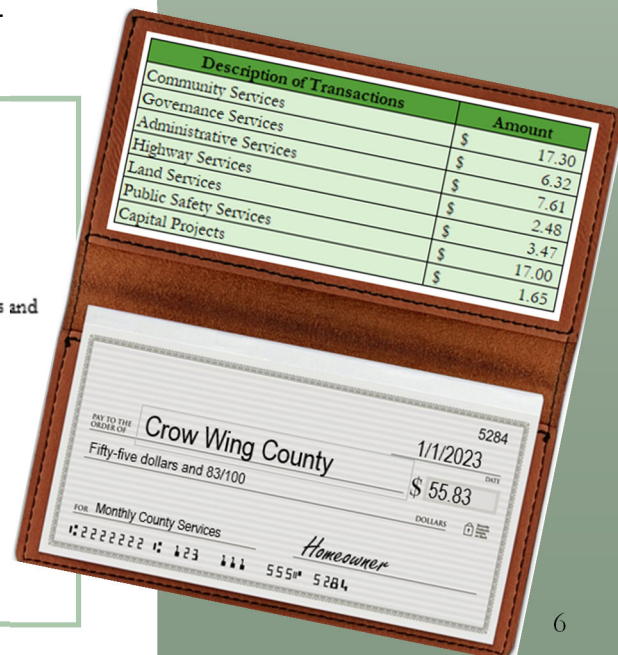 Description of Transactions Amount
Community Services $ 17.30
Governance Services $ 6.32
Administrative Services $ 7.61
Highway Services $ 2.48
Land Services $ 3.47
Public Safety Services $ 17.00
Capital Projects $ 1.65
s and
5284
PAY TO THE
ORDER OF Crow Wing County 1/1/2023
DATE
Fifty-five dollars and 83/100 $ 55.83
DOLLARS
FOR Monthly County Services Homeowner
⑆2222222⑆ 123 111 555⑈ 5284
6